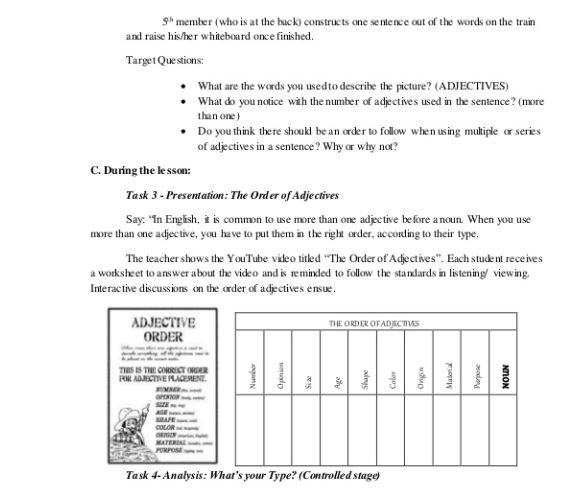 5th member (who is at the back) constructs one sentence out of the words on the train
and raise his/her whiteboard once finished.
Target Questions:
• What are the words you used to describe the picture? (ADJECTIVES)
• What do you notice with the number of adjectives used in the sentence? (more
than one)
• Do you think there should be an order to follow when using multiple or series
of adjectives in a sentence? Why or why not?
C. During the lesson:
Task 3 - Presentation: The Order of Adjectives
Say: "In English, it is common to use more than one adjective before a noun. When you use
more than one adjective, you have to put them in the right order, according to their type.
The teacher shows the YouTube video titled "The Order of Adjectives". Each student receives
a worksheet to answer about the video and is reminded to follow the standards in listening/ viewing.
Interactive discussions on the order of adjectives ensue.
ADJECTIVE
ORDER
THIS IS THE CORRECT ORDER
FOR ADJECTIVE PLACEMENT.
NUMBER
OPINION
SIZE
AGE
SHAPE
COLOR
ORIGIN
MATERIAL
PURPOSE
THE ORDER OF ADJECTIVES
Number
Opinion
Size
Age
Shape
Color
Origin
Material
Purpose
NOUN
Task 4- Analysis: What's your Type? (Controlled stage)